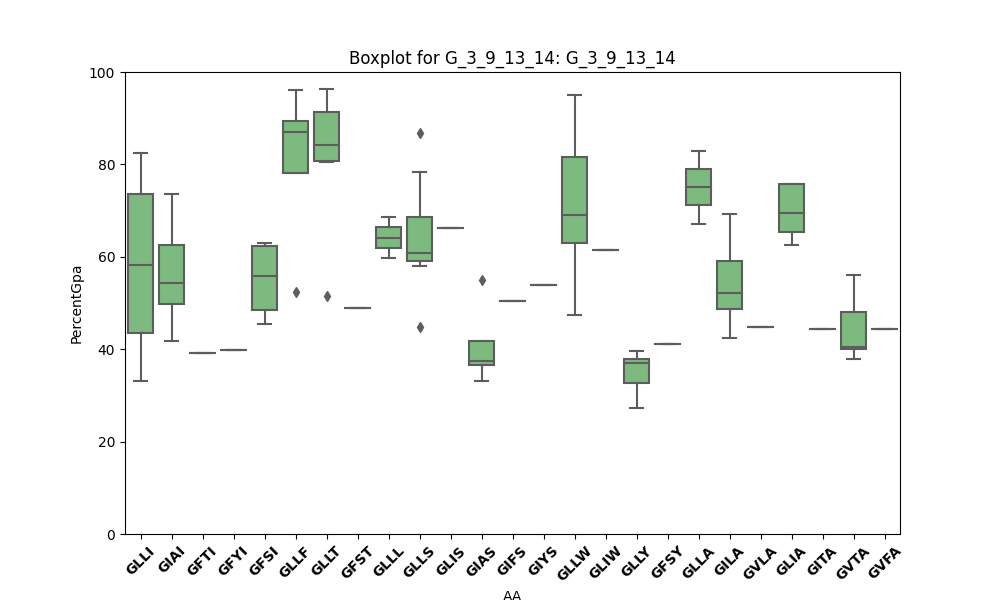 Boxplot for G_3_9_13_14: G_3_9_13_14
100
80
60
40
20
0
PercentGpa
GLLI GIAI GFTI GFYI GFSI GLLF GLLT GFST GLLL GLLS GLIS GIAS GIFS GIYS GLLW GLIW GLLY GFSY GLLA GILA GVLA GLIA GITA GVTA GVFA
AA